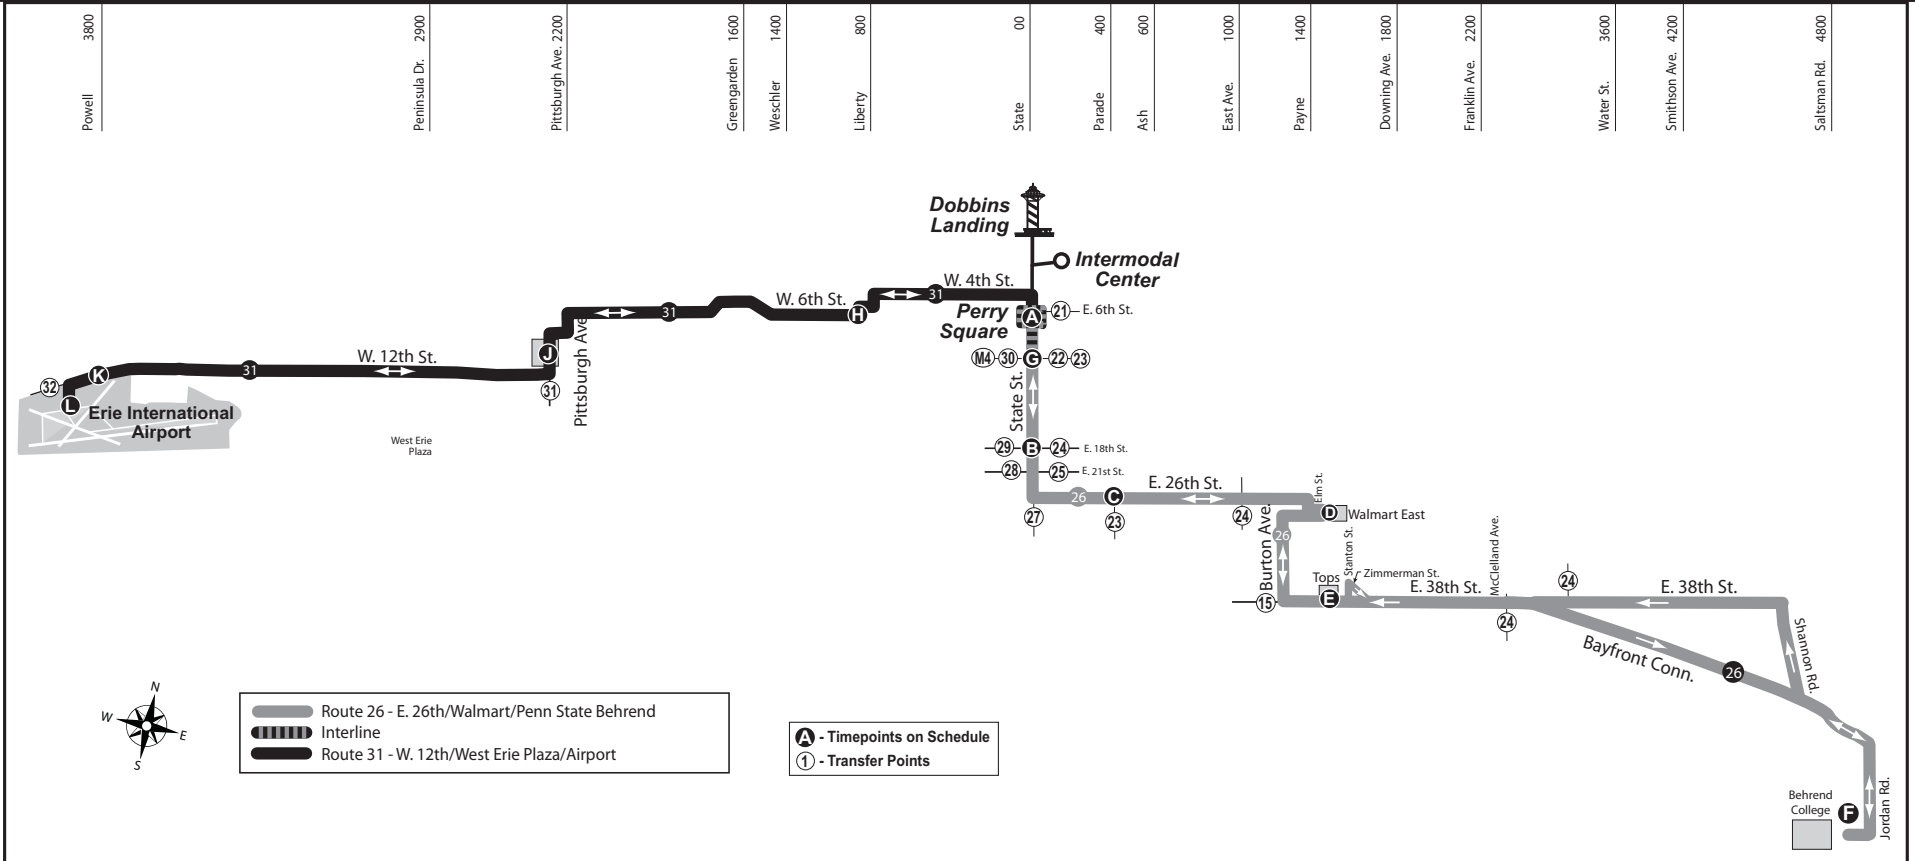 Powell 3800
Peninsula Dr. 2900
Pittsburgh Ave. 2200
Greengarden 1600
Weschler 1400
Liberty 800
State 00
Parade 400
Ash 600
East Ave. 1000
Payne 1400
Downing Ave. 1800
Franklin Ave. 2200
Water St. 3600
Smithson Ave. 4200
Saltsman Rd. 4800
Dobbins
Landing
Intermodal
Center
W. 4th St.
31
W. 6th St.
H
31
Perry
Square
A
21
E. 6th St.
Pittsburgh Ave.
J
31
W. 12th St.
31
K
32
L
Erie International
Airport
West Erie
Plaza
M4
30
G
22
23
State St.
29
B
24
E. 18th St.
28
25
E. 21st St.
26
C
E. 26th St.
27
23
24
Elm St.
D
Walmart East
Burton Ave.
26
Stanton St.
Tops
Zimmerman St.
E
15
E. 38th St.
McClelland Ave.
24
24
E. 38th St.
Bayfront Conn.
26
Shannon Rd.
Behrend
College
F
Jordan Rd.
N
W
E
S
Route 26 - E. 26th/Walmart/Penn State Behrend
Interline
Route 31 - W. 12th/West Erie Plaza/Airport
A - Timepoints on Schedule
1 - Transfer Points